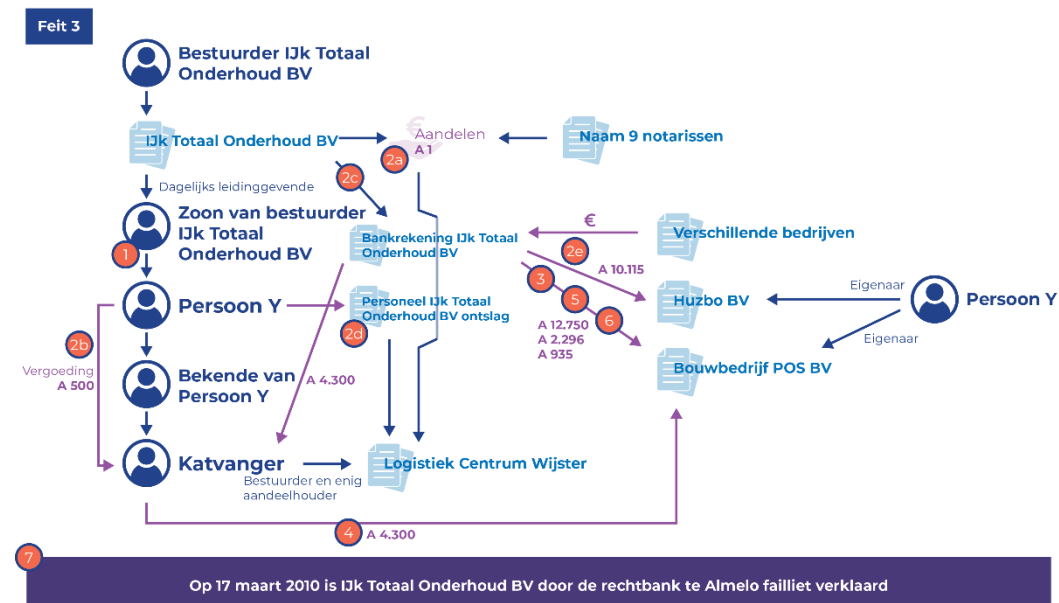 Feit 3
Bestuurder IJk Totaal
Onderhoud BV
IJk Totaal Onderhoud BV
€
Aandelen
A 1
2a
Naam 9 notarissen
2c
Dagelijks leidinggevende
Zoon van bestuurder
IJk Totaal
Onderhoud BV
1
Bankrekening IJk Totaal
Onderhoud BV
€
2e
Verschillende bedrijven
3
5
6
A 10.115
A 12.750
A 2.296
A 935
Huzbo BV
Eigenaar
Eigenaar
Persoon Y
Bouwbedrijf POS BV
Persoon Y
Personeel IJk Totaal
Onderhoud BV ontslag
2d
2b
Vergoeding
A 500
Bekende van
Persoon Y
A 4.300
Katvanger
Bestuurder en enig
aandeelhouder
Logistiek Centrum Wijster
4
A 4.300
7
Op 17 maart 2010 is IJk Totaal Onderhoud BV door de rechtbank te Almelo failliet verklaard